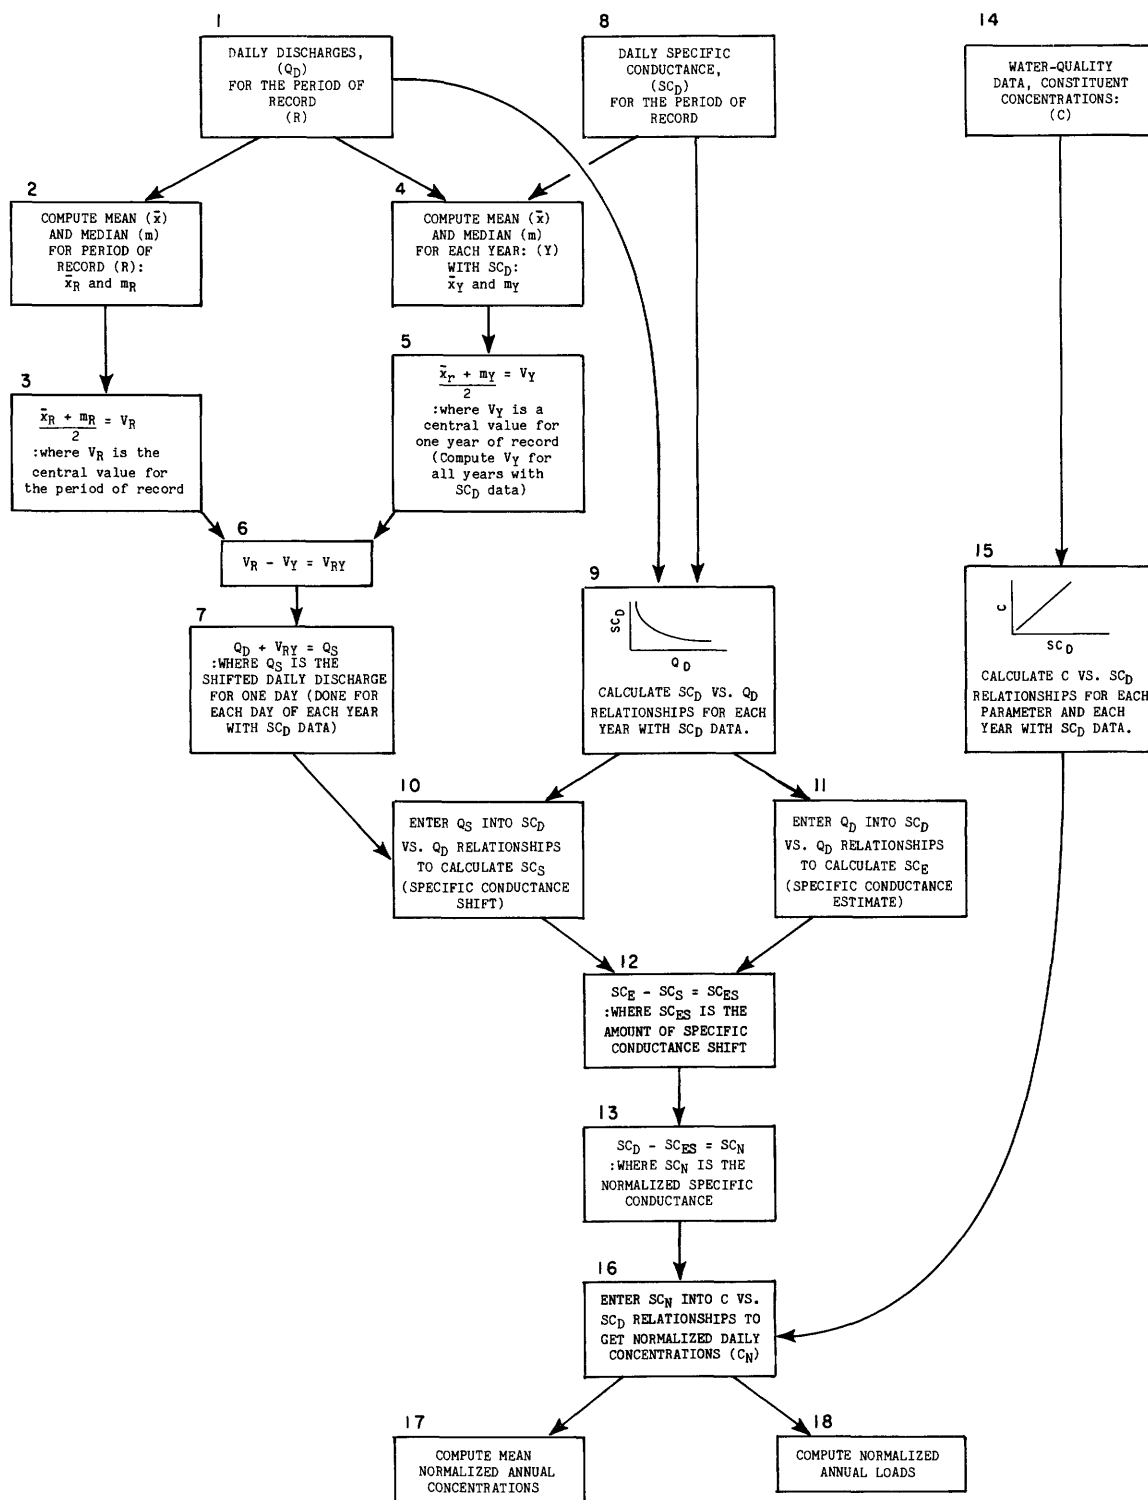 1
DAILY DISCHARGES,
(QD)
FOR THE PERIOD OF
RECORD
(R)
8
DAILY SPECIFIC
CONDUCTANCE,
(SCD)
FOR THE PERIOD OF
RECORD
14
WATER-QUALITY
DATA, CONSTITUENT
CONCENTRATIONS:
(C)
2
COMPUTE MEAN (x̄)
AND MEDIAN (m)
FOR PERIOD OF
RECORD (R):
x̄R and mR
4
COMPUTE MEAN (x̄)
AND MEDIAN (m)
FOR EACH YEAR: (Y)
WITH SCD:
x̄Y and mY
3
x̄R + mR = VR
2
:where VR is the
central value for
the period of record
5
x̄r + mY = VY
2
:where VY is a
central value for
one year of record
(Compute VY for
all years with
SCD data)
6
VR - VY = VRY
7
QD + VRY = QS
:WHERE QS IS THE
SHIFTED DAILY DISCHARGE
FOR ONE DAY (DONE FOR
EACH DAY OF EACH YEAR
WITH SCD DATA)
9
SCD
QD
CALCULATE SCD VS. QD
RELATIONSHIPS FOR EACH
YEAR WITH SCD DATA.
15
C
SCD
CALCULATE C VS. SCD
RELATIONSHIPS FOR EACH
PARAMETER AND EACH
YEAR WITH SCD DATA.
10
ENTER QS INTO SCD
VS. QD RELATIONSHIPS
TO CALCULATE SCS
(SPECIFIC CONDUCTANCE
SHIFT)
11
ENTER QD INTO SCD
VS. QD RELATIONSHIPS
TO CALCULATE SCE
(SPECIFIC CONDUCTANCE
ESTIMATE)
12
SCE - SCS = SCES
:WHERE SCES IS THE
AMOUNT OF SPECIFIC
CONDUCTANCE SHIFT
13
SCD - SCES = SCN
:WHERE SCN IS THE
NORMALIZED SPECIFIC
CONDUCTANCE
16
ENTER SCN INTO C VS.
SCD RELATIONSHIPS TO
GET NORMALIZED DAILY
CONCENTRATIONS (CN)
17
COMPUTE MEAN
NORMALIZED ANNUAL
CONCENTRATIONS
18
COMPUTE NORMALIZED
ANNUAL LOADS